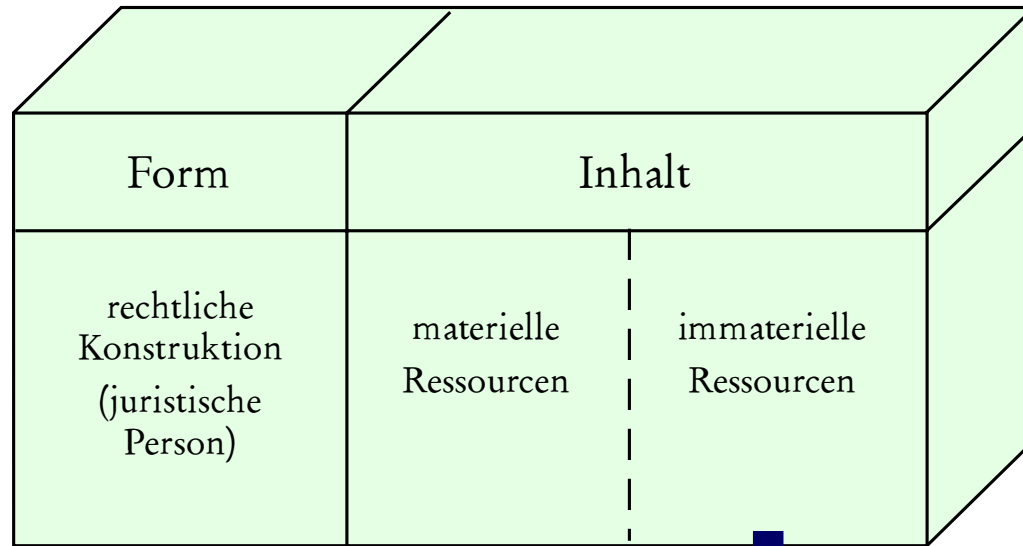 Form
Inhalt
rechtliche
Konstruktion
(juristische
Person)
materielle
Ressourcen
immaterielle
Ressourcen